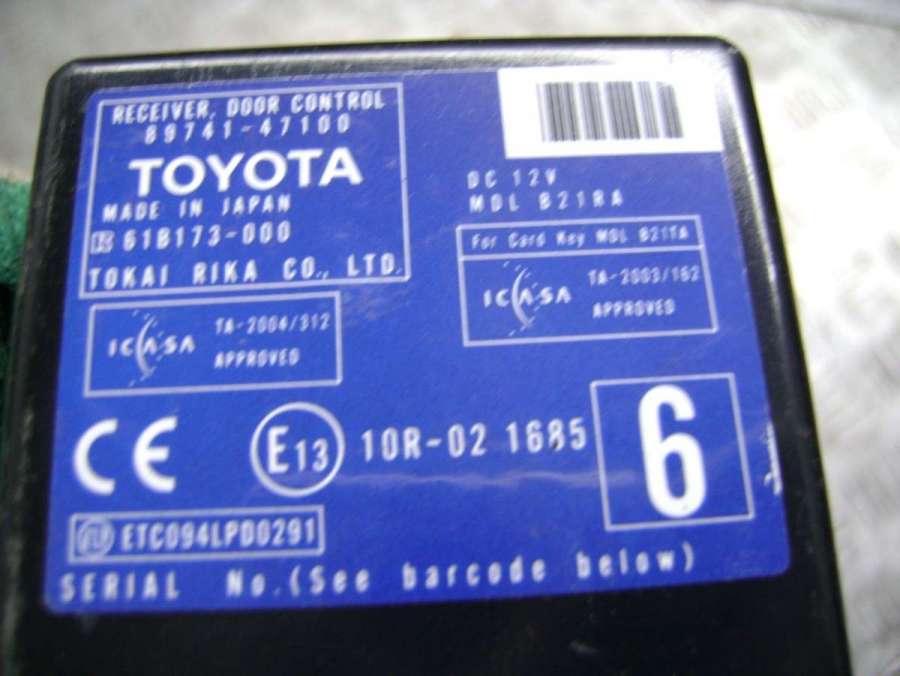 RECEIVER, DOOR CONTROL
89741-47100
TOYOTA
MADE IN JAPAN
61B173-000
TOKAI RIKA CO., LTD.
DC 12V
MDL B21RA
For Card Key MDL B21TA
ICASA
TA-2003/162
APPROVED
ICASA
TA-2004/312
APPROVED
CE
E13
10R-02 1685
6
ETC094LPD0291
SERIAL No.(See barcode below)